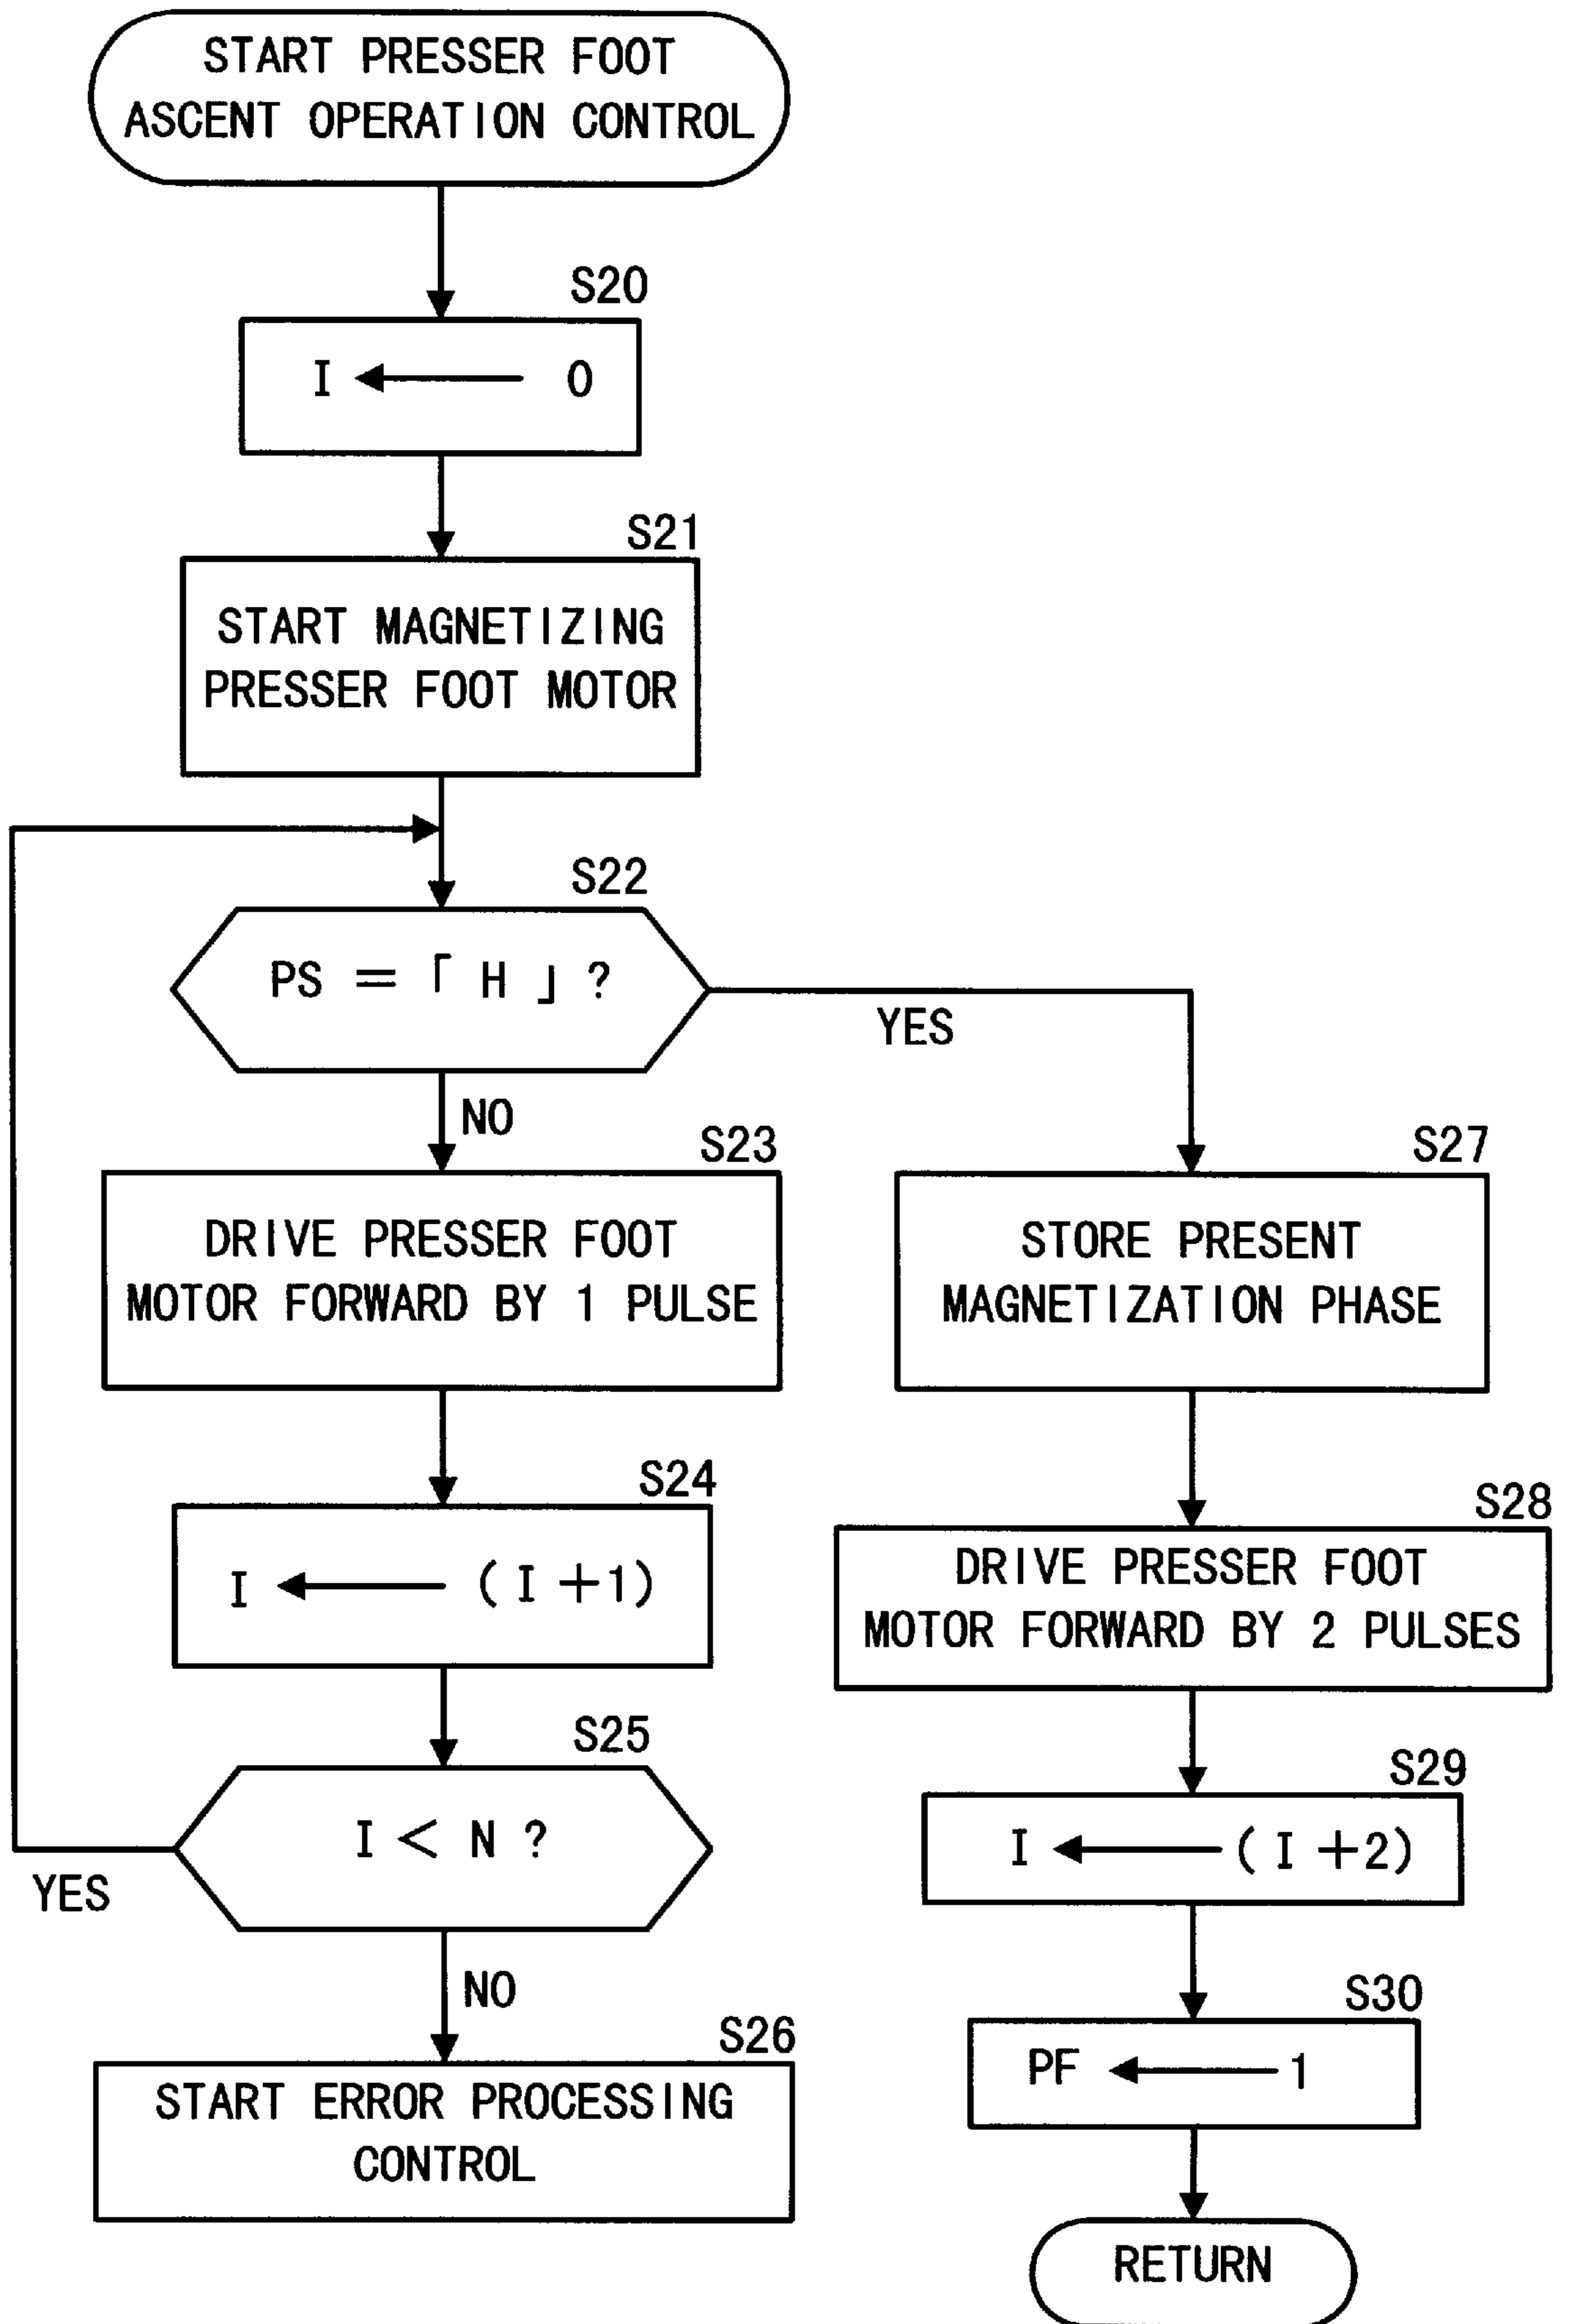 START PRESSER FOOT
ASCENT OPERATION CONTROL
S20
I ← 0
S21
START MAGNETIZING
PRESSER FOOT MOTOR
S22
PS = ｢ H ｣ ?
YES
NO
S23
DRIVE PRESSER FOOT
MOTOR FORWARD BY 1 PULSE
S24
I ← ( I +1)
S25
I < N ?
YES
NO
S26
START ERROR PROCESSING
CONTROL
S27
STORE PRESENT
MAGNETIZATION PHASE
S28
DRIVE PRESSER FOOT
MOTOR FORWARD BY 2 PULSES
S29
I ← ( I +2)
S30
PF ← 1
RETURN